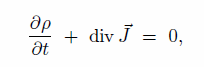 ∂ρ/∂t + div J⃗ = 0,